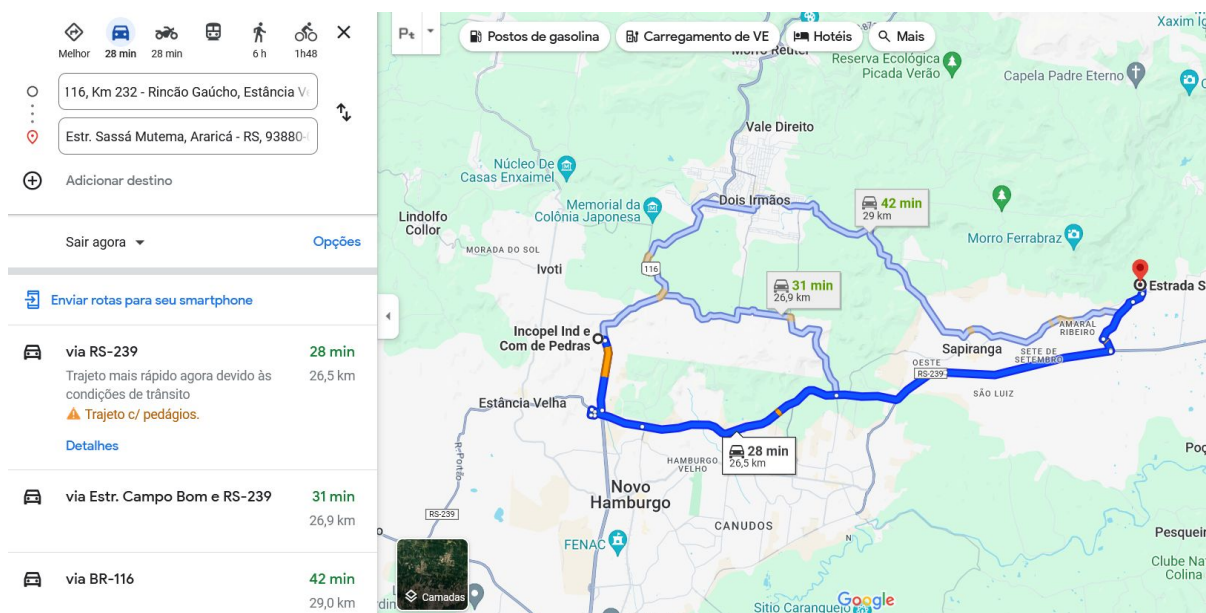 Melhor
28 min
28 min
6 h
1h48
116, Km 232 - Rincão Gaúcho, Estância V
Estr. Sassá Mutema, Araricá - RS, 93880-
Adicionar destino
Sair agora
Opções
Enviar rotas para seu smartphone
via RS-239
28 min
Trajeto mais rápido agora devido às
26,5 km
condições de trânsito
Trajeto c/ pedágios.
Detalhes
via Estr. Campo Bom e RS-239
31 min
26,9 km
via BR-116
42 min
29,0 km
Postos de gasolina
Carregamento de VE
Hotéis
Mais
Xaxim
Morro Reuter
Reserva Ecológica
Picada Verão
Capela Padre Eterno
Vale Direito
Núcleo De
Casas Enxaimel
Memorial da
Colônia Japonesa
Dois Irmãos
42 min
29 km
Lindolfo
Collor
MORADA DO SOL
Ivoti
116
Morro Ferrabraz
31 min
26,9 km
Estrada S
Incopel Ind e
Com de Pedras
AMARAL
RIBEIRO
Sapiranga
SETE DE
SETEMBRO
OESTE
RS-239
SÃO LUIZ
Estância Velha
28 min
26,5 km
HAMBURGO
VELHO
R. Portão
Novo
Hamburgo
RS-239
CANUDOS
FENAC
Poç
Pesqueir
Clube Nat
Colina
Camadas
Google
Sitio Caranguejo